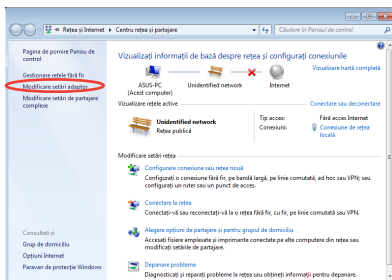 Rețea și Internet ▸ Centru rețea și partajare
Căutare în Panoul de control
Pagina de pornire Panou de
control
Gestionare rețele fără fir
Modificare setări adaptor
Modificare setări de partajare
complexe
Vizualizați informații de bază despre rețea și configurați conexiunile
Vizualizare hartă completă
ASUS-PC
(Acest computer)
Unidentified network
Internet
Vizualizare rețele active
Conectare sau deconectare
Unidentified network
Rețea publică
Tip acces: Fără acces Internet
Conexiuni: Conexiune de rețea
locală
Modificare setări rețea
Configurare conexiune sau rețea nouă
Configurați o conexiune fără fir, pe bandă largă, pe linie comutată, ad hoc sau VPN; sau
configurați un ruter sau un punct de acces.
Conectare la rețea
Conectați-vă sau reconectați-vă la o rețea fără fir, cu fir, pe linie comutată sau VPN.
Alegere opțiuni de partajare și pentru grupul de domiciliu
Accesați fișiere amplasate și imprimante conectate pe alte computere din rețea sau
modificați setările de partajare.
Depanare probleme
Diagnosticați și reparați probleme la rețea sau obțineți informații pentru depanare.
Consultați și
Grup de domiciliu
Opțiuni Internet
Paravan de protecție Windows